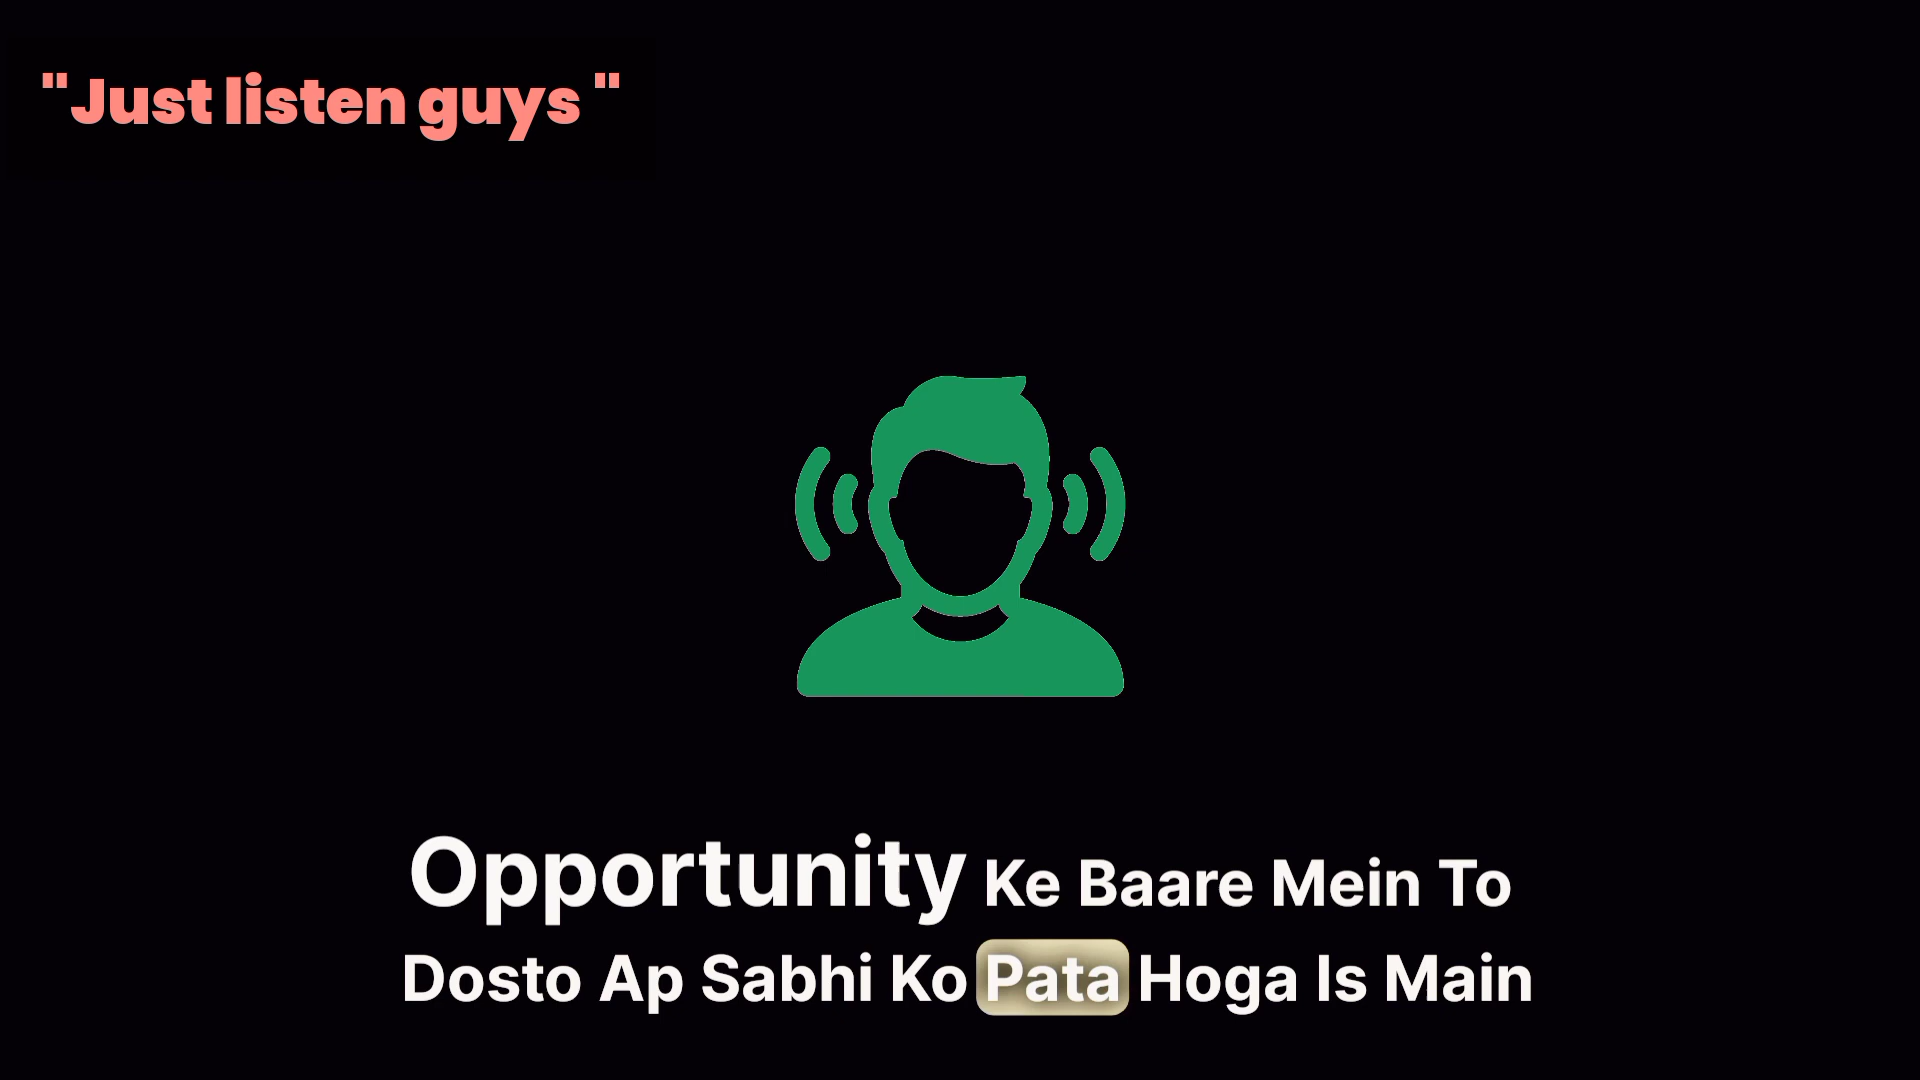 "Just listen guys "
Opportunity Ke Baare Mein To
Dosto Ap Sabhi Ko Pata Hoga Is Main